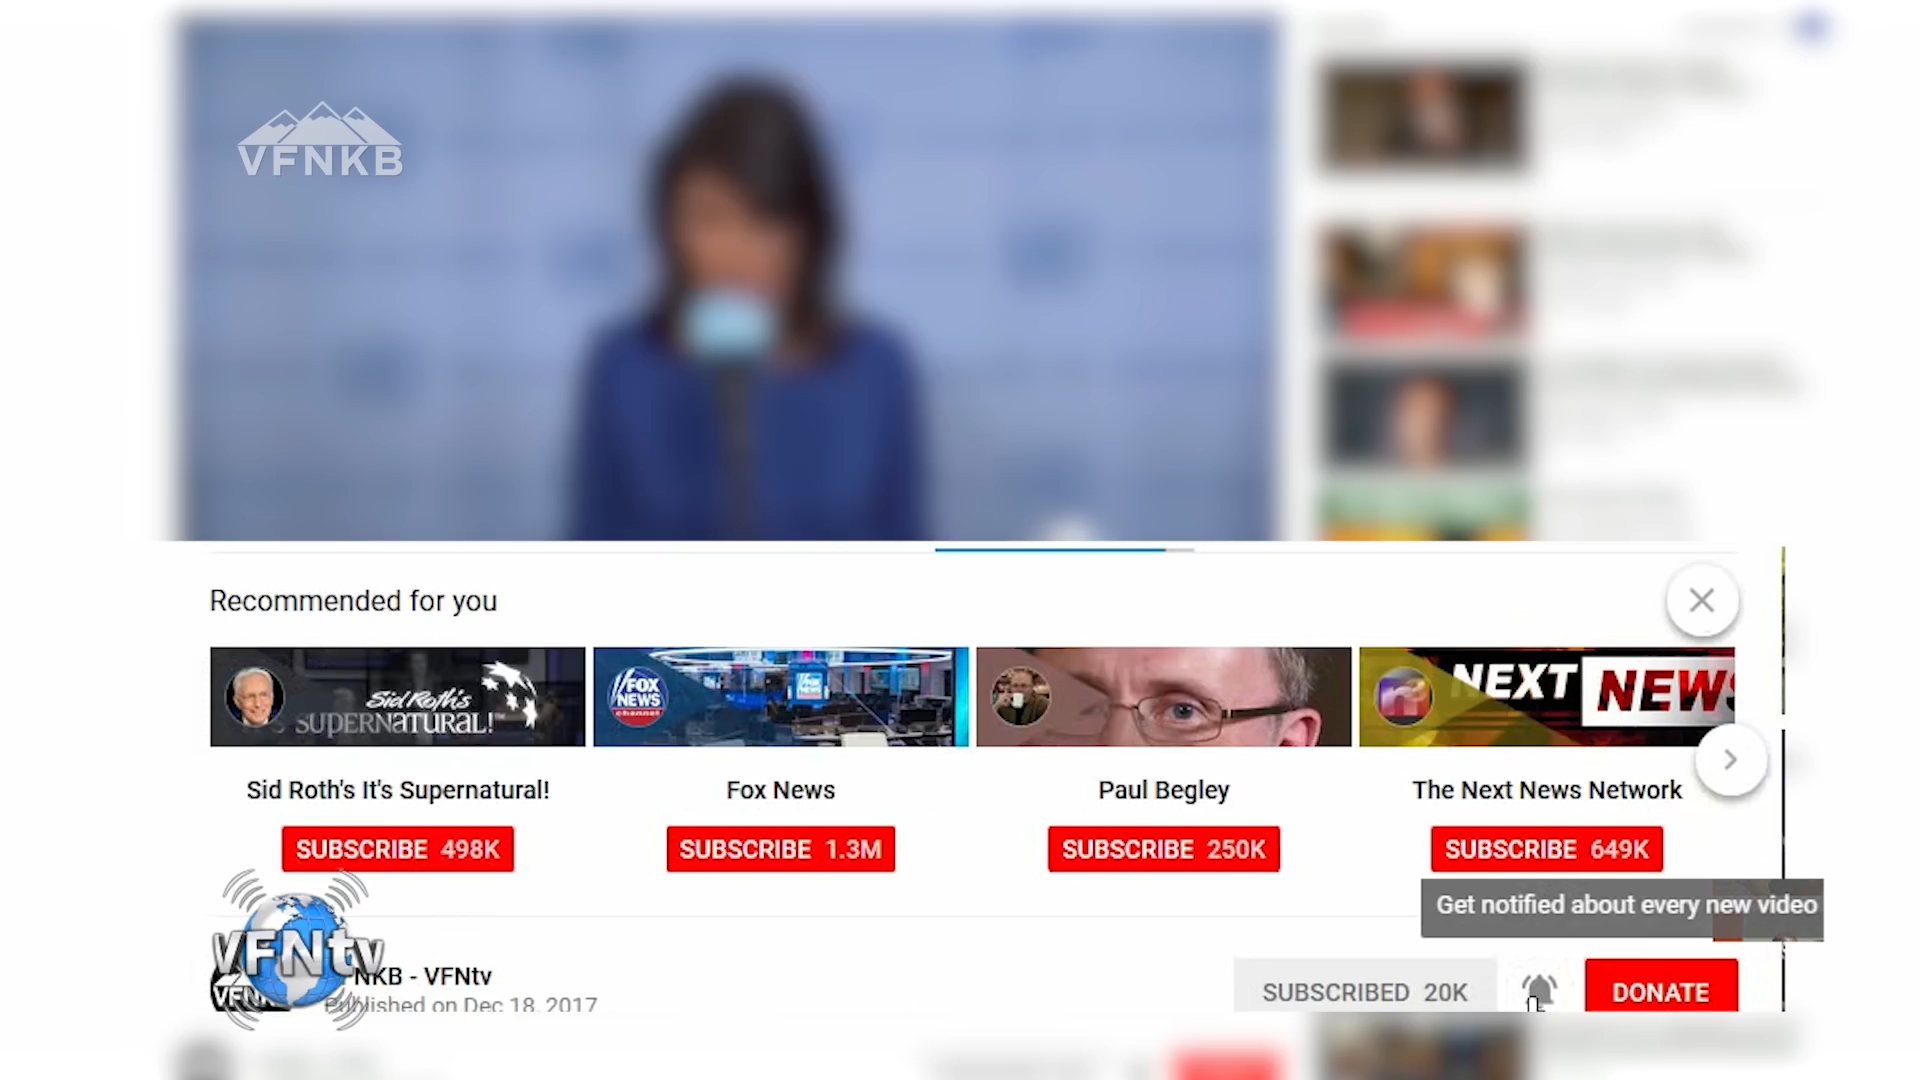 VFNKB
Recommended for you
Sid Roth's
SUPERNATURAL!
FOX
NEWS
channel
NEXT NEWS
Sid Roth's It's Supernatural!
Fox News
Paul Begley
The Next News Network
SUBSCRIBE 498K
SUBSCRIBE 1.3M
SUBSCRIBE 250K
SUBSCRIBE 649K
Get notified about every new video
VFNtv
NKB - VFNtv
Published on Dec 18, 2017
SUBSCRIBED 20K
DONATE